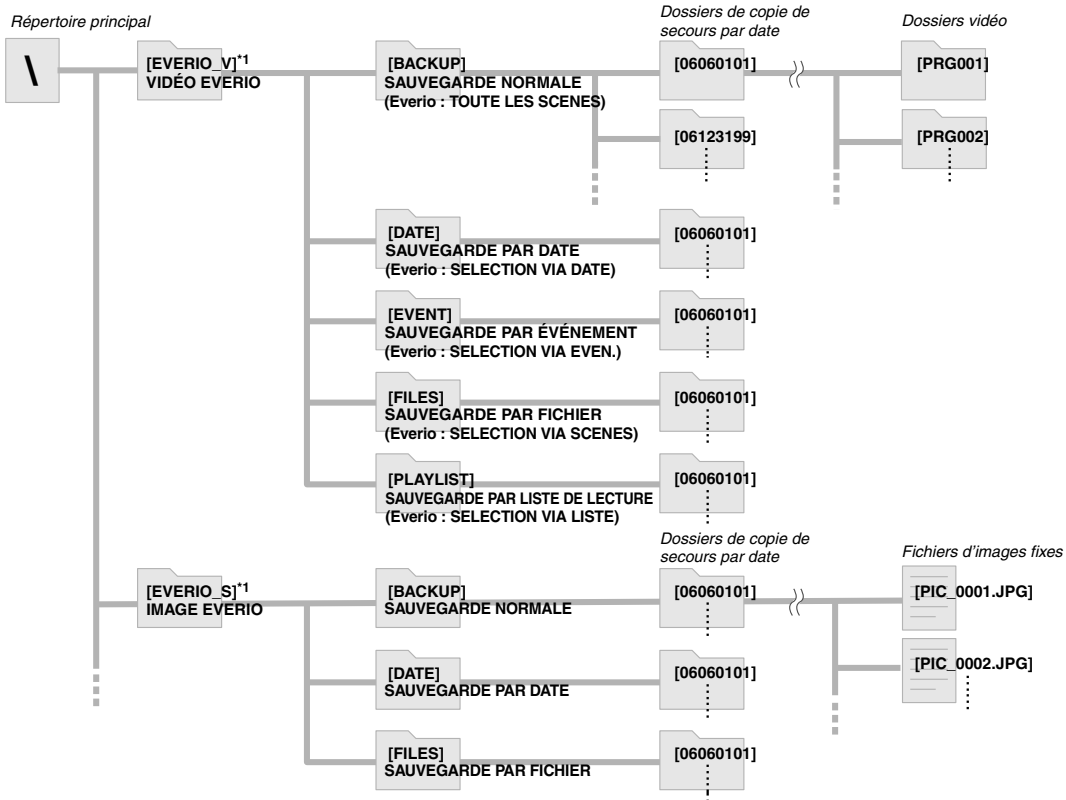 Répertoire principal
Dossiers de copie de
secours par date
Dossiers vidéo
\
[EVERIO_V]*1
VIDÉO EVERIO
[BACKUP]
SAUVEGARDE NORMALE
(Everio : TOUTE LES SCENES)
[06060101]
[PRG001]
[06123199]
[PRG002]
[DATE]
SAUVEGARDE PAR DATE
(Everio : SELECTION VIA DATE)
[06060101]
[EVENT]
SAUVEGARDE PAR ÉVÉNEMENT
(Everio : SELECTION VIA EVEN.)
[06060101]
[FILES]
SAUVEGARDE PAR FICHIER
(Everio : SELECTION VIA SCENES)
[06060101]
[PLAYLIST]
SAUVEGARDE PAR LISTE DE LECTURE
(Everio : SELECTION VIA LISTE)
[06060101]
Dossiers de copie de
secours par date
Fichiers d'images fixes
[EVERIO_S]*1
IMAGE EVERIO
[BACKUP]
SAUVEGARDE NORMALE
[06060101]
[PIC_0001.JPG]
[PIC_0002.JPG]
[DATE]
SAUVEGARDE PAR DATE
[06060101]
[FILES]
SAUVEGARDE PAR FICHIER
[06060101]